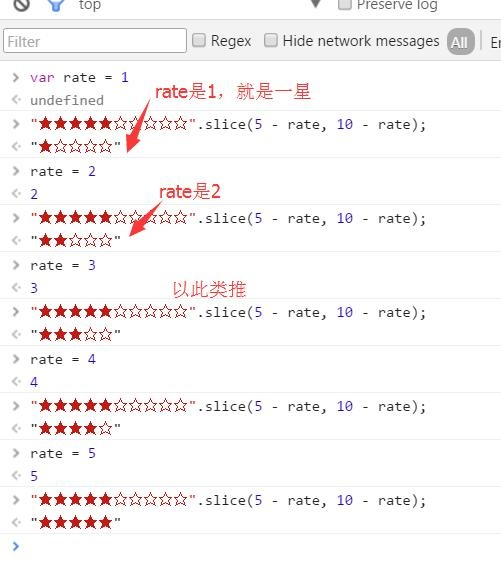 top Preserve log
Filter Regex Hide network messages All
> var rate = 1
<· undefined
rate是1，就是一星
> "★★★★★☆☆☆☆☆".slice(5 - rate, 10 - rate);
<· "★☆☆☆☆"
> rate = 2
<· 2
rate是2
> "★★★★★☆☆☆☆☆".slice(5 - rate, 10 - rate);
<· "★★☆☆☆"
> rate = 3
<· 3
以此类推
> "★★★★★☆☆☆☆☆".slice(5 - rate, 10 - rate);
<· "★★★☆☆"
> rate = 4
<· 4
> "★★★★★☆☆☆☆☆".slice(5 - rate, 10 - rate);
<· "★★★★☆"
> rate = 5
<· 5
> "★★★★★☆☆☆☆☆".slice(5 - rate, 10 - rate);
<· "★★★★★"
>